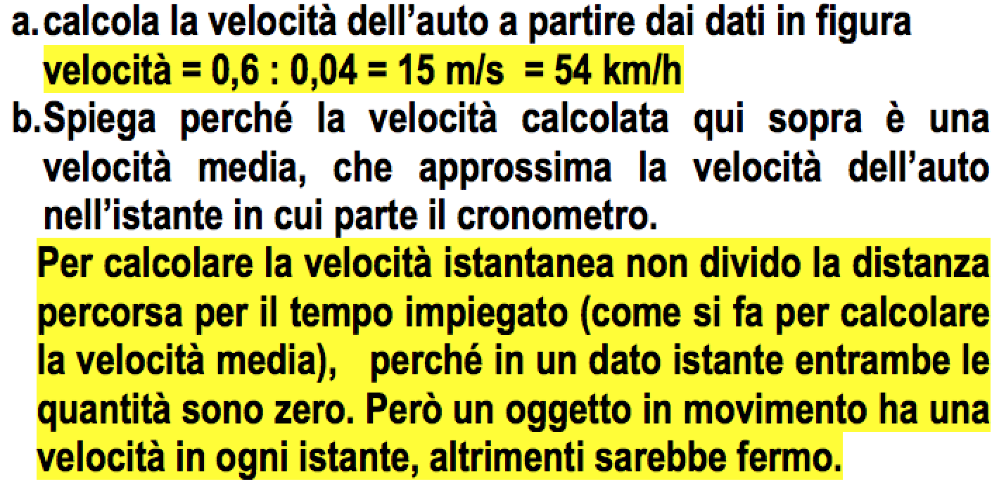 a. calcola la velocità dell’auto a partire dai dati in figura
velocità = 0,6 : 0,04 = 15 m/s = 54 km/h
b. Spiega perché la velocità calcolata qui sopra è una
velocità media, che approssima la velocità dell’auto
nell’istante in cui parte il cronometro.
Per calcolare la velocità istantanea non divido la distanza
percorsa per il tempo impiegato (come si fa per calcolare
la velocità media), perché in un dato istante entrambe le
quantità sono zero. Però un oggetto in movimento ha una
velocità in ogni istante, altrimenti sarebbe fermo.